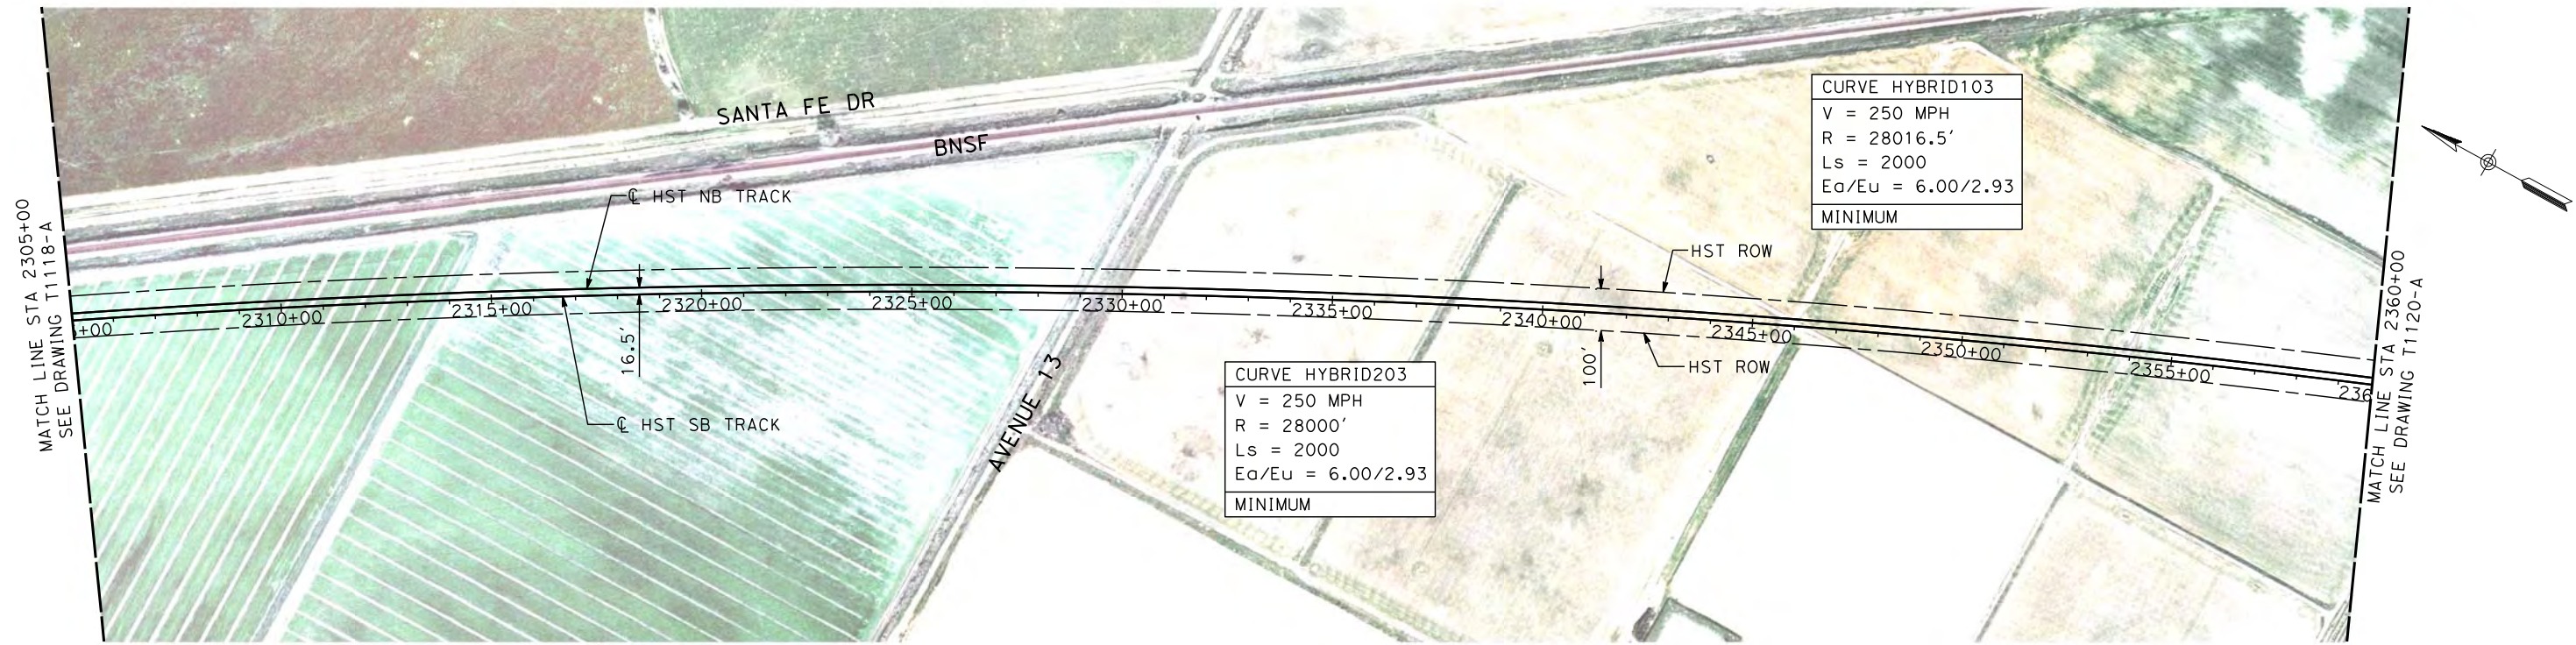 MATCH LINE STA 2305+00
SEE DRAWING T1118-A
SANTA FE DR
BNSF
℄ HST NB TRACK
CURVE HYBRID103
V = 250 MPH
R = 28016.5'
Ls = 2000
Ea/Eu = 6.00/2.93
MINIMUM
HST ROW
+00
2310+00
2315+00
2320+00
2325+00
2330+00
2335+00
2340+00
2345+00
2350+00
2355+00
236
16.5'
100'
HST ROW
℄ HST SB TRACK
AVENUE 13
CURVE HYBRID203
V = 250 MPH
R = 28000'
Ls = 2000
Ea/Eu = 6.00/2.93
MINIMUM
MATCH LINE STA 2360+00
SEE DRAWING T1120-A